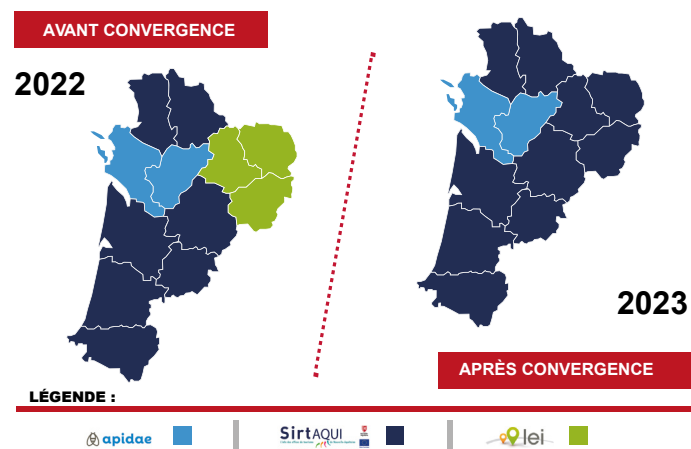 AVANT CONVERGENCE
2022
2023
APRÈS CONVERGENCE
LÉGENDE :
apidae
SirtAQUI
lei